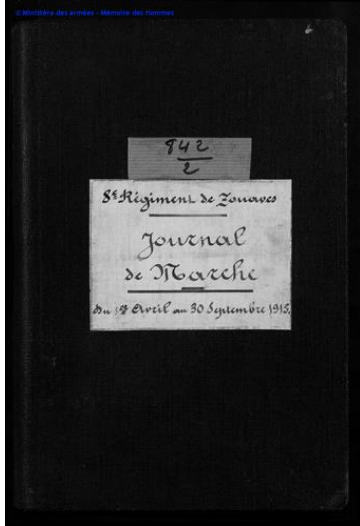 © Ministère des armées - Mémoire des Hommes
6
842
2
8e Régiment de Zouaves
Journal
de Marche
du 1er Avril au 30 Septembre 1915.